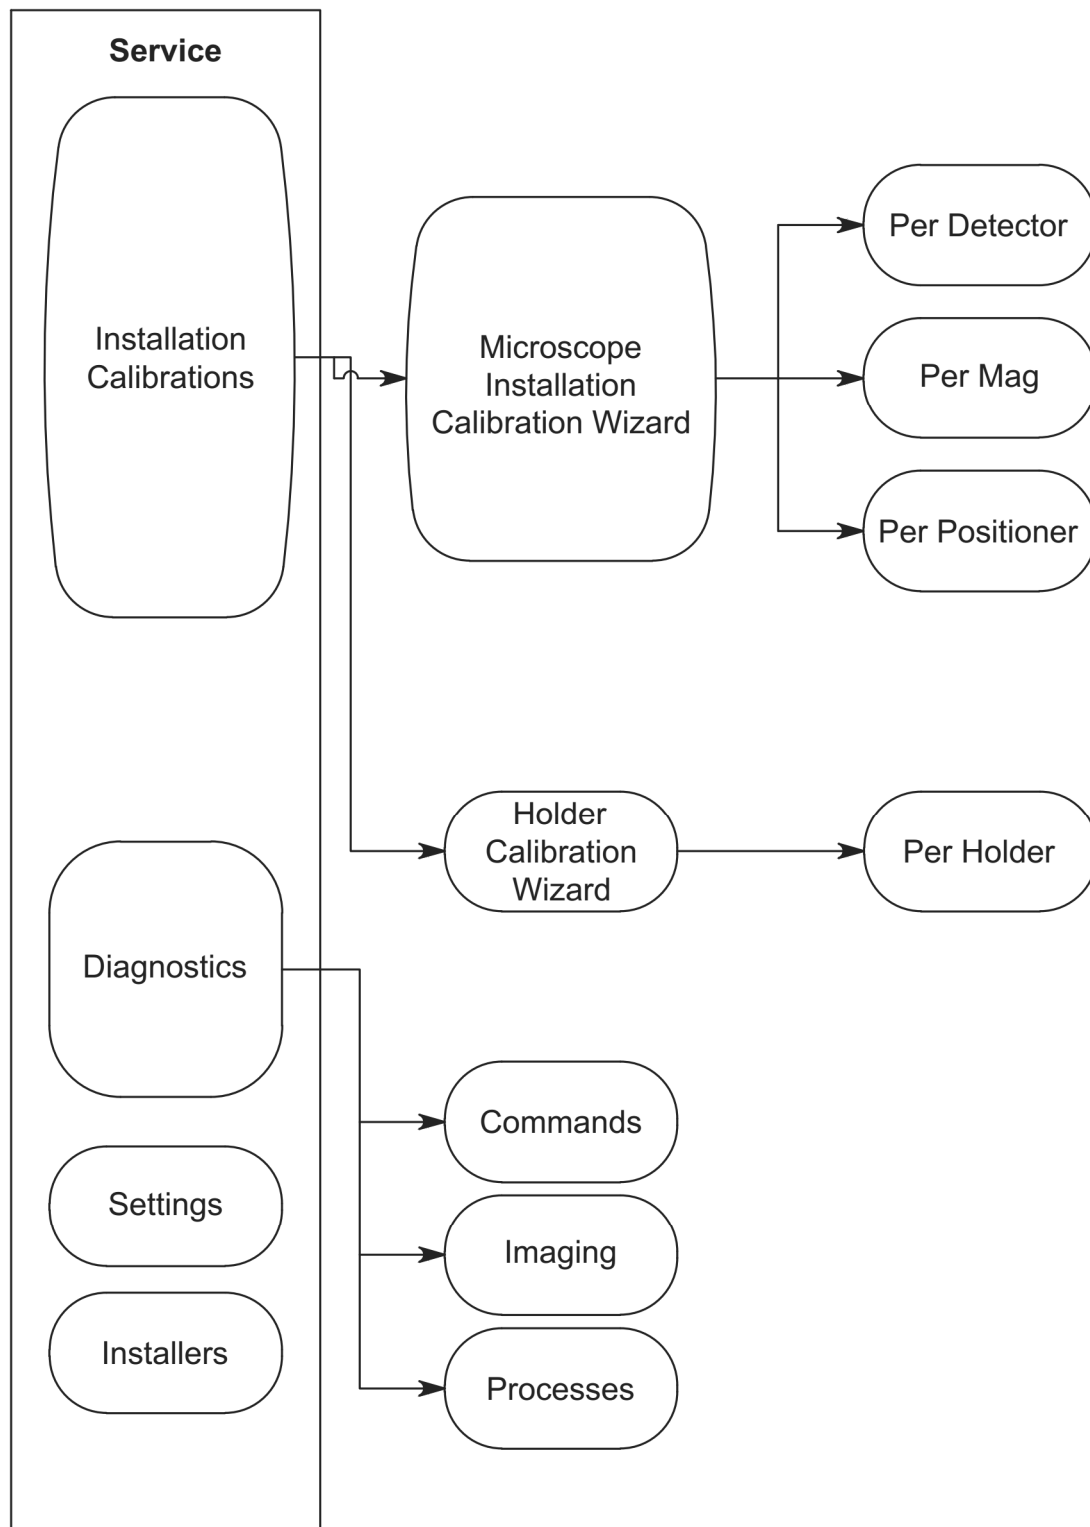 Service
Installation
Calibrations
Microscope
Installation
Calibration Wizard
Per Detector
Per Mag
Per Positioner
Holder
Calibration
Wizard
Per Holder
Diagnostics
Commands
Settings
Imaging
Installers
Processes